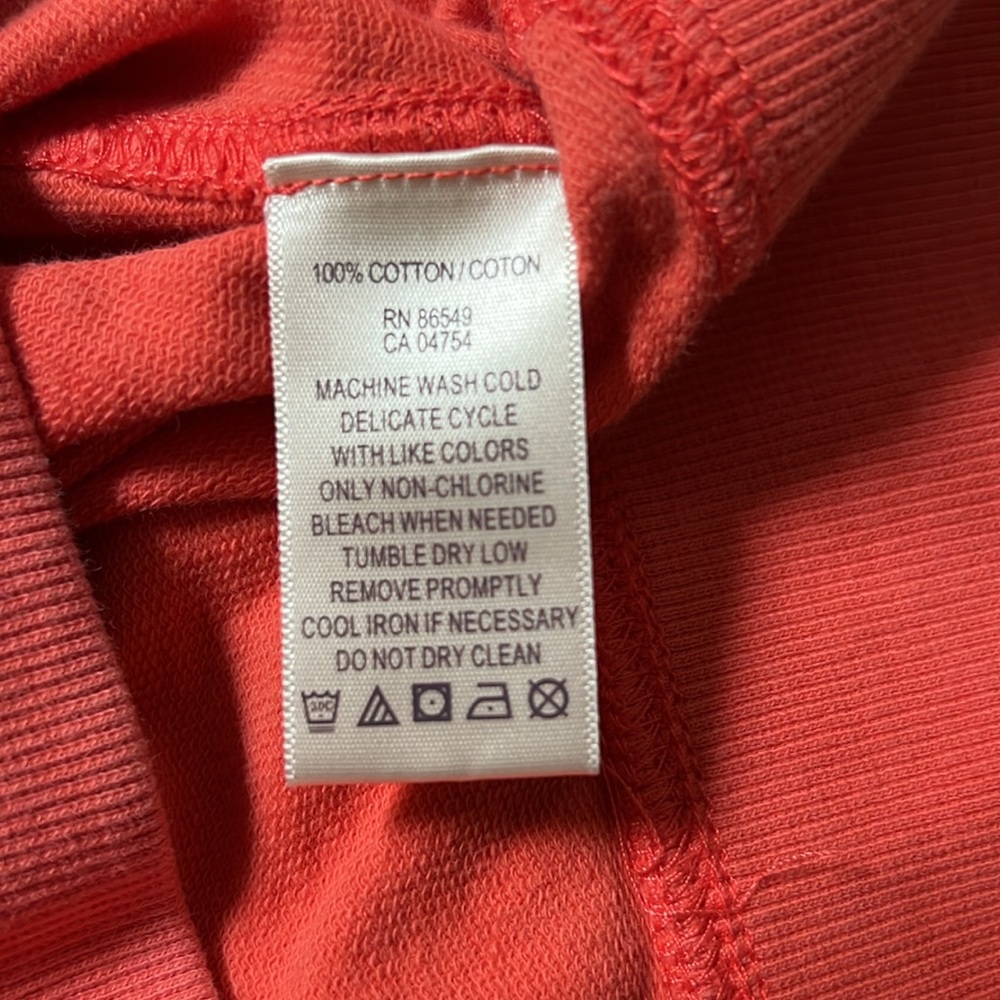 100% COTTON / COTON
RN 86549
CA 04754
MACHINE WASH COLD
DELICATE CYCLE
WITH LIKE COLORS
ONLY NON-CHLORINE
BLEACH WHEN NEEDED
TUMBLE DRY LOW
REMOVE PROMPTLY
COOL IRON IF NECESSARY
DO NOT DRY CLEAN